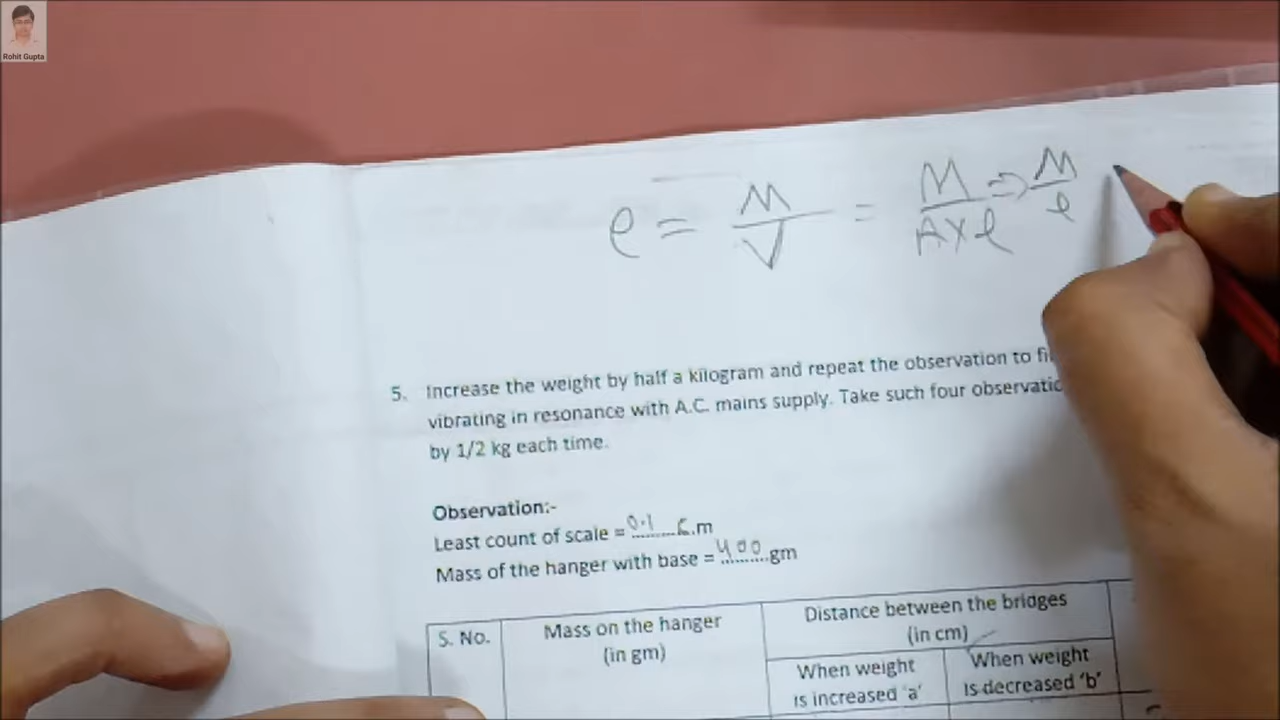 Rohit Gupta
ρ = M/V = M/A×l ⇒ M/l
5. Increase the weight by half a kilogram and repeat the observation to
vibrating in resonance with A.C. mains supply. Take such four
by 1/2 kg each time.
Observation:-
Least count of scale = 0.1 c.m
Mass of the hanger with base = 400 gm
S. No.
Mass on the hanger
(in gm)
Distance between the bridges
(in cm)
When weight
is increased 'a'
When weight
is decreased 'b'